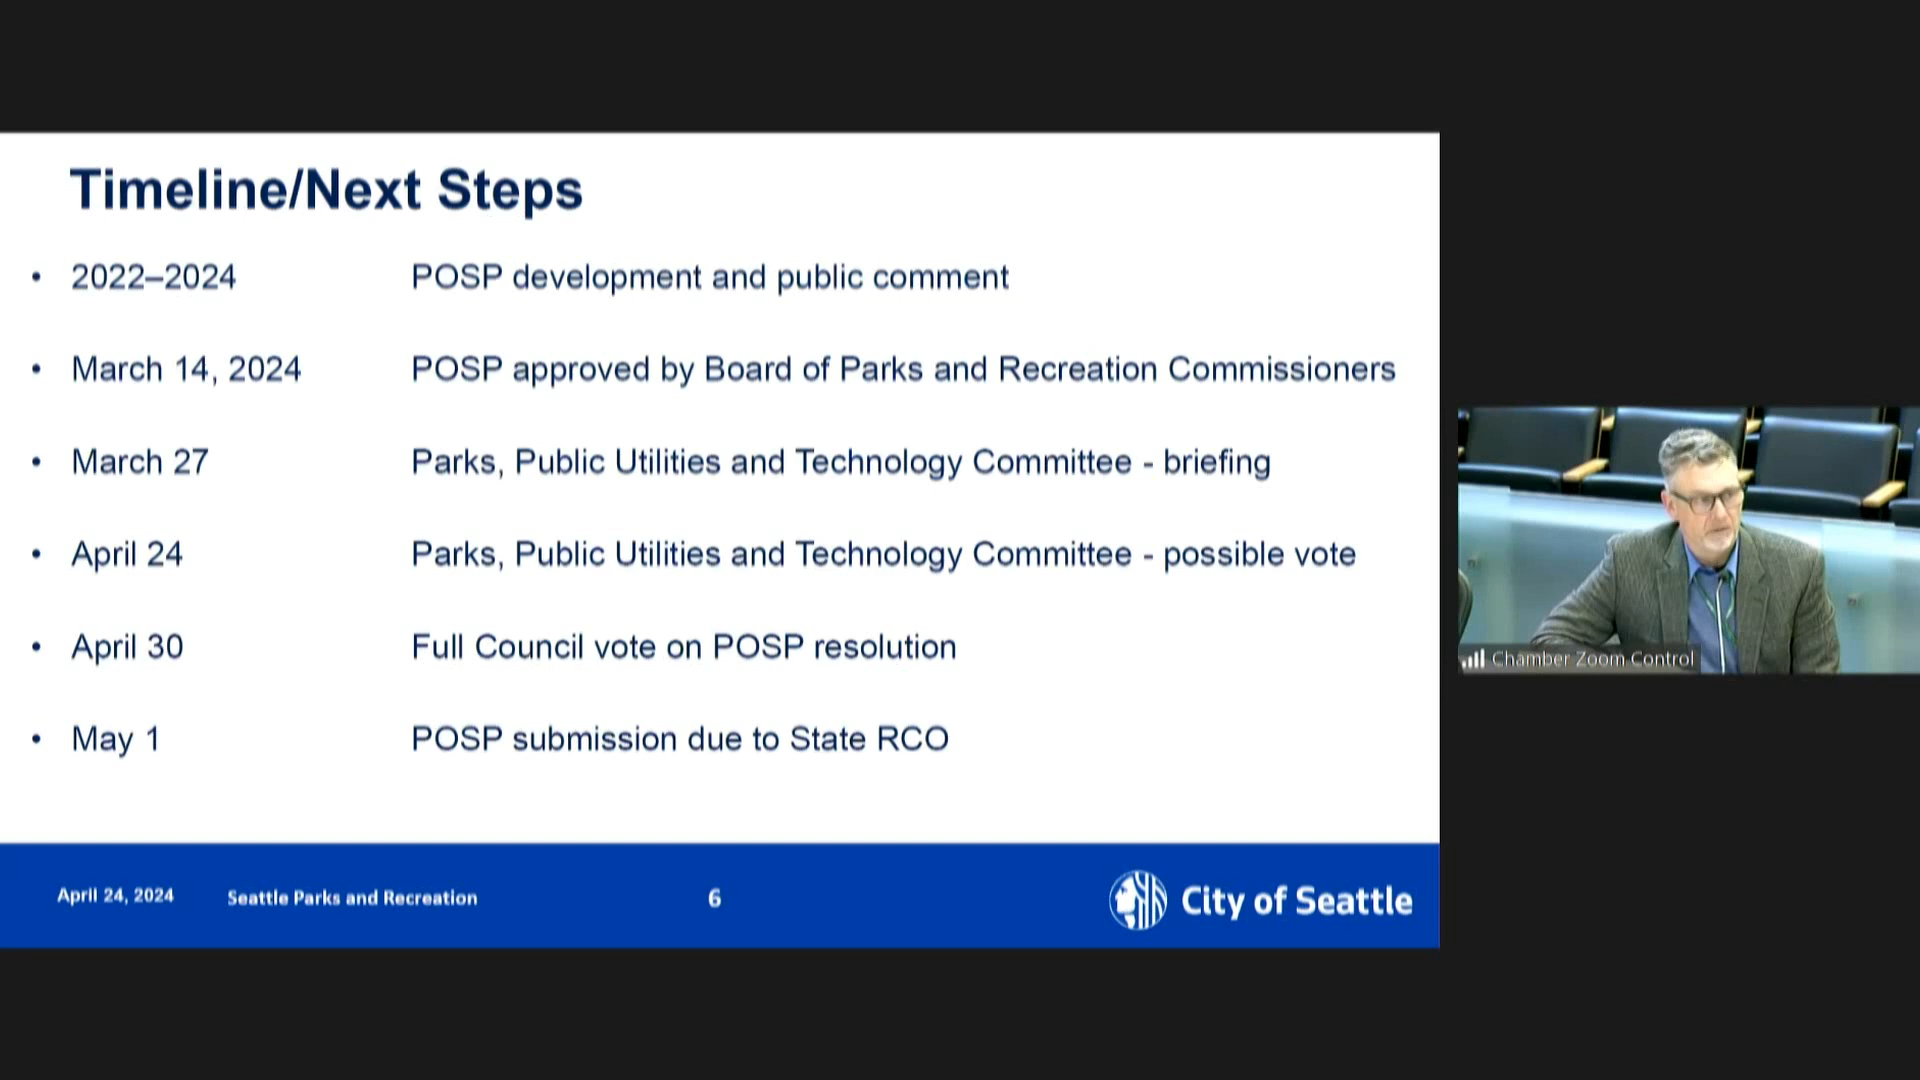 Timeline/Next Steps
• 2022–2024 POSP development and public comment
• March 14, 2024 POSP approved by Board of Parks and Recreation Commissioners
• March 27 Parks, Public Utilities and Technology Committee - briefing
• April 24 Parks, Public Utilities and Technology Committee - possible vote
• April 30 Full Council vote on POSP resolution
• May 1 POSP submission due to State RCO
April 24, 2024 Seattle Parks and Recreation 6 City of Seattle
Chamber Zoom Control